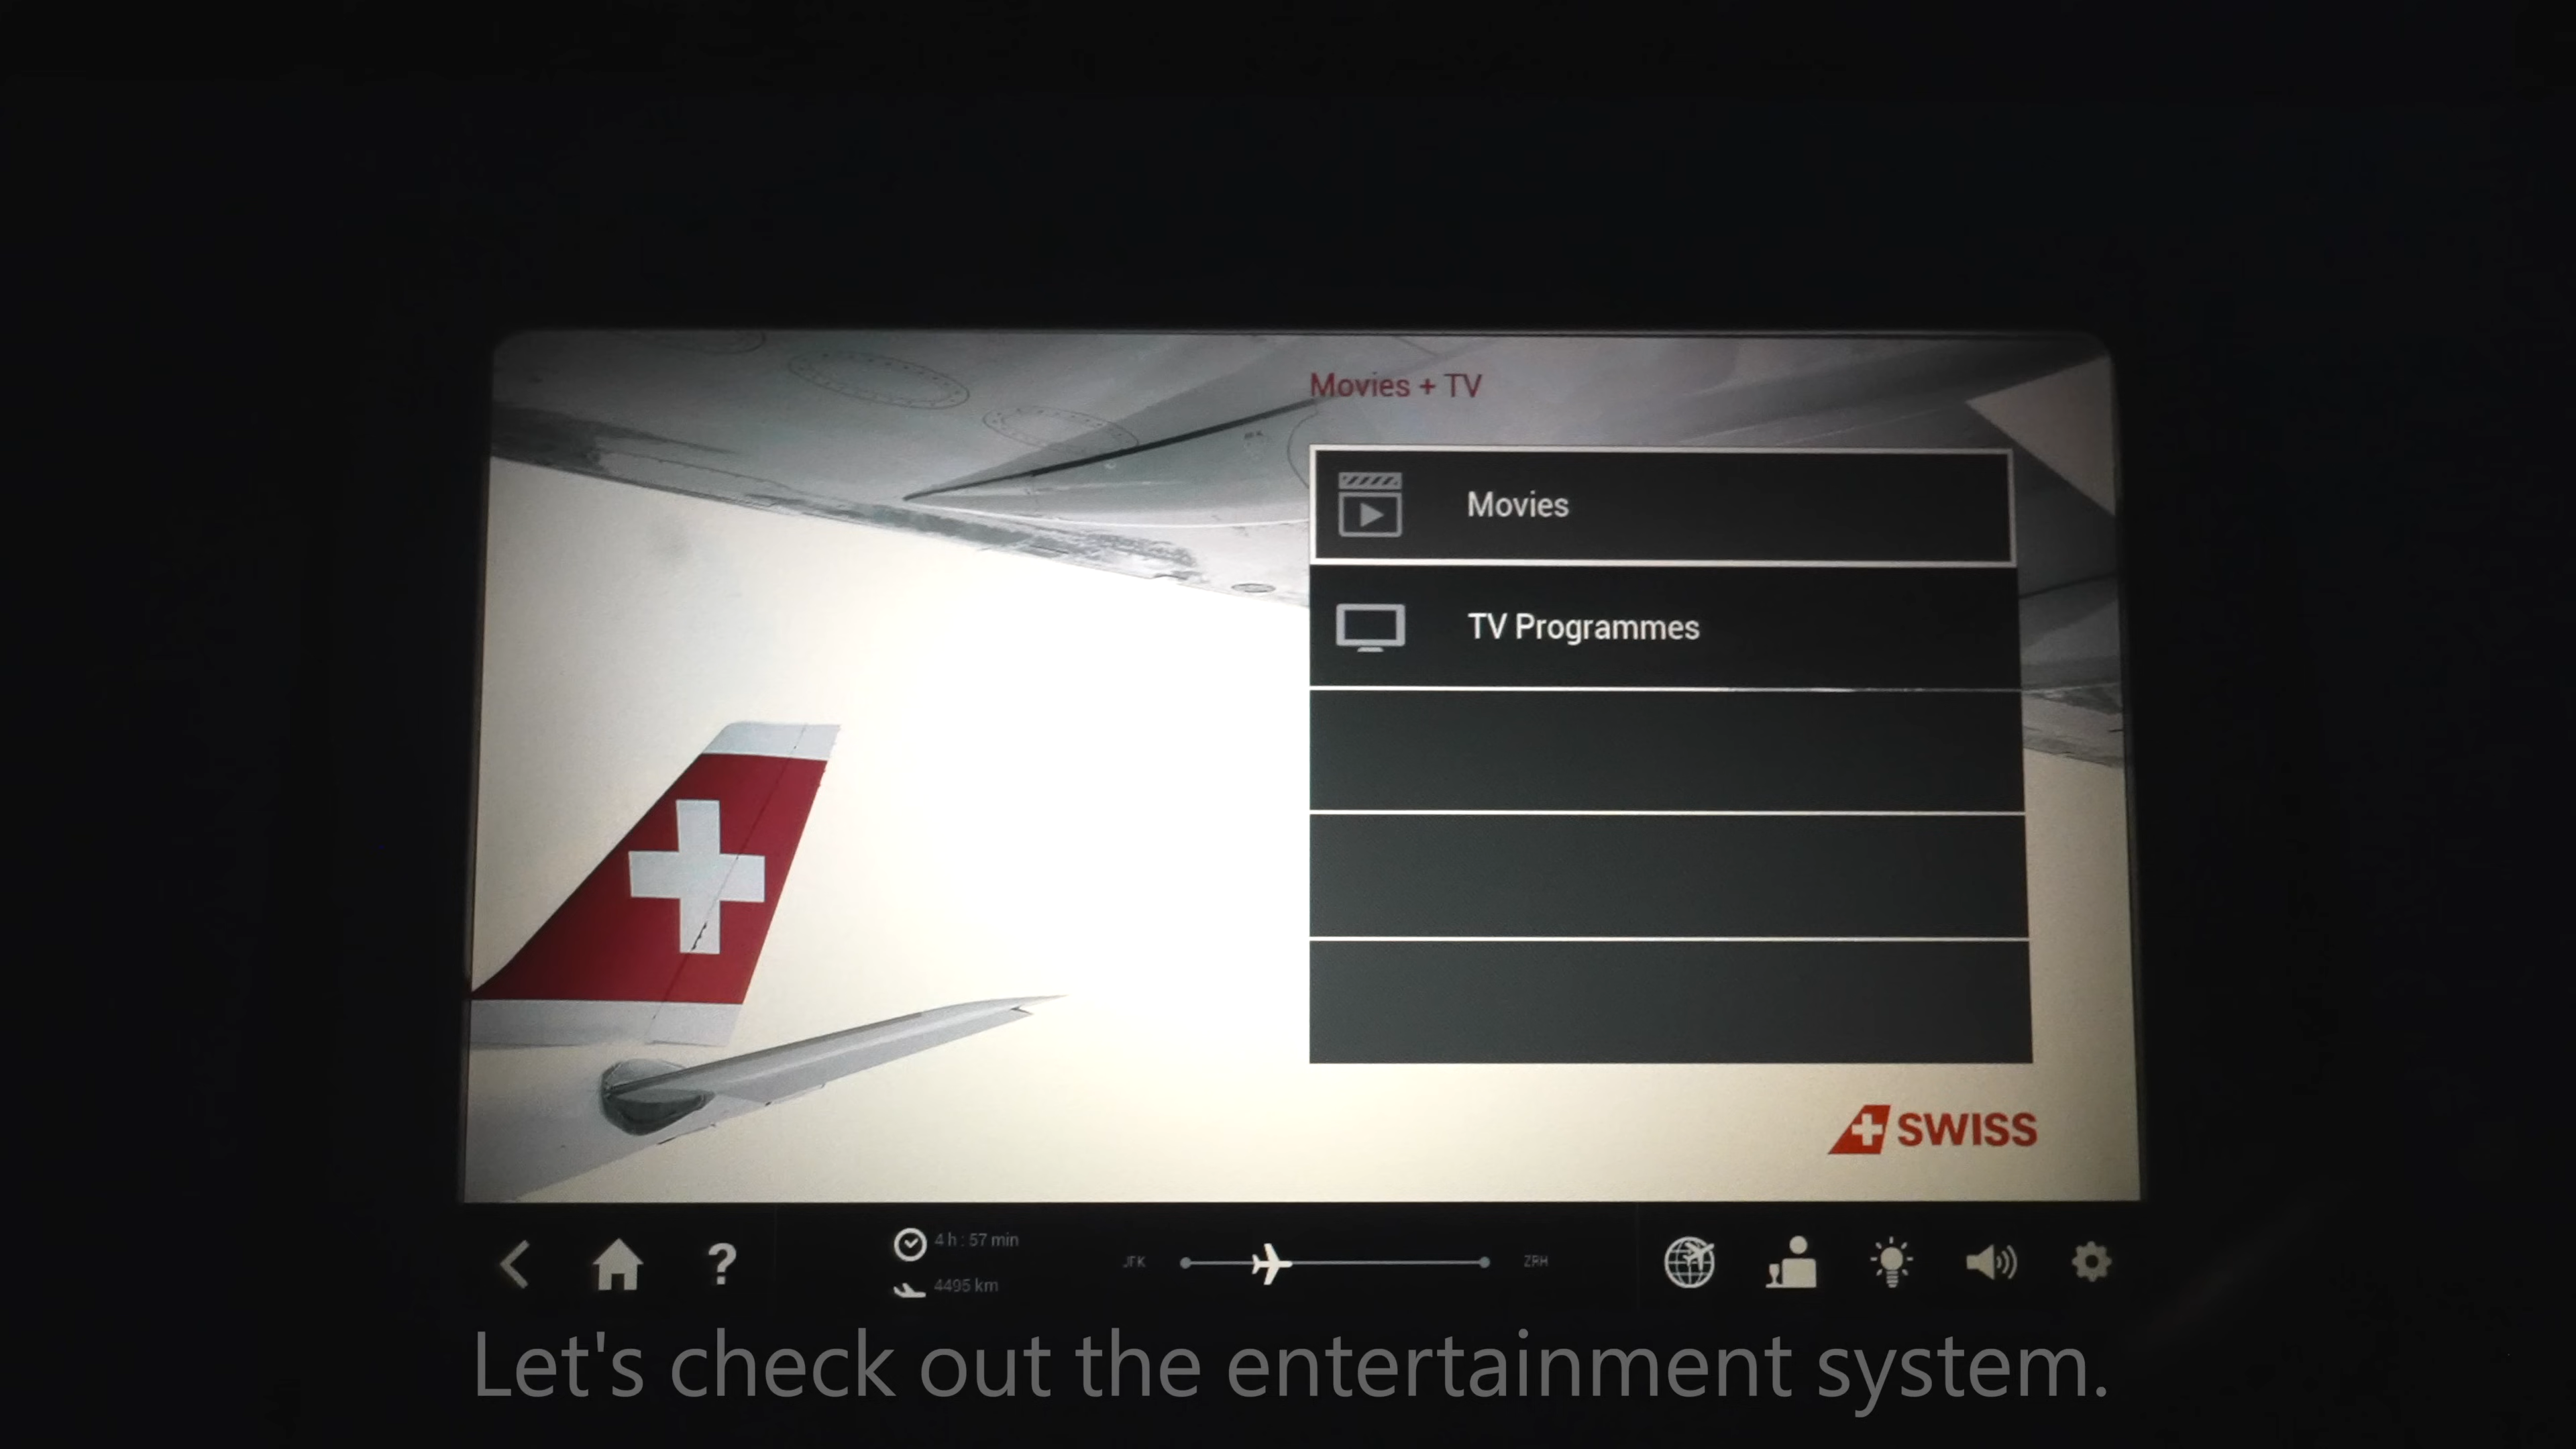 Movies + TV
Movies
TV Programmes
SWISS
?
4 h : 57 min
4495 km
JFK
ZRH
Let's check out the entertainment system.